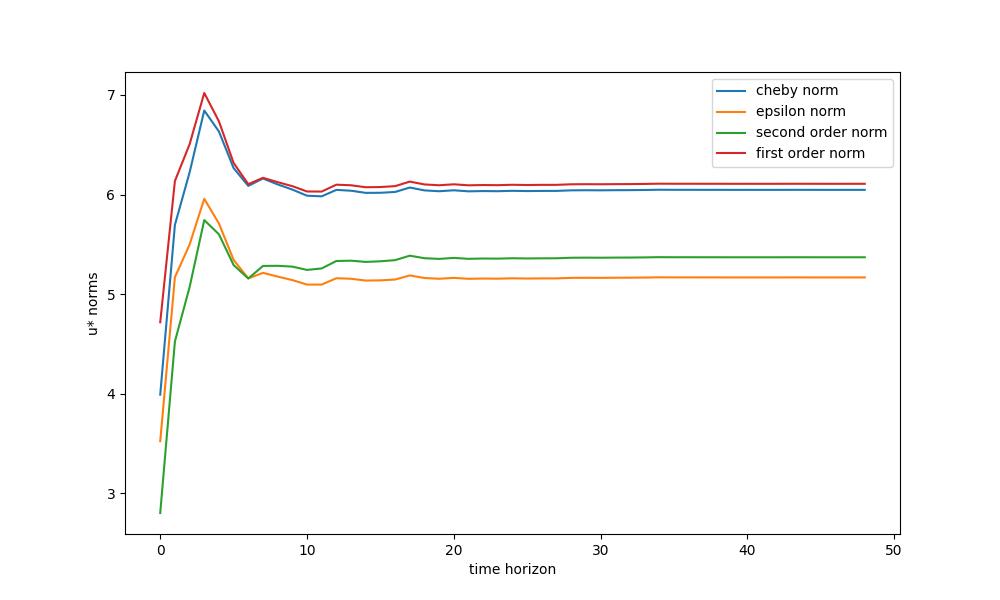 7
6
5
4
3
u* norms
0
10
20
30
40
50
time horizon
cheby norm
epsilon norm
second order norm
first order norm